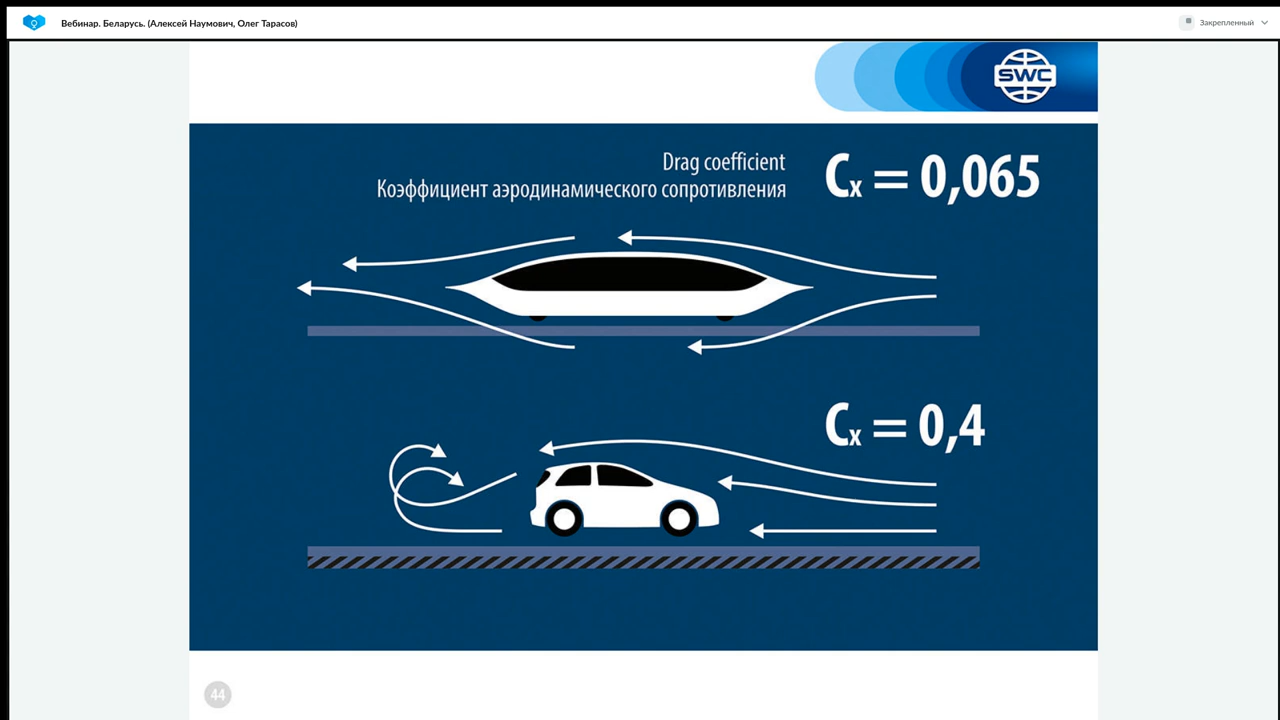 Вебинар. Беларусь. (Алексей Наумович, Олег Тарасов)
Закрепленный
SWC
Drag coefficient
Коэффициент аэродинамического сопротивления
Cx = 0,065
Cx = 0,4
44